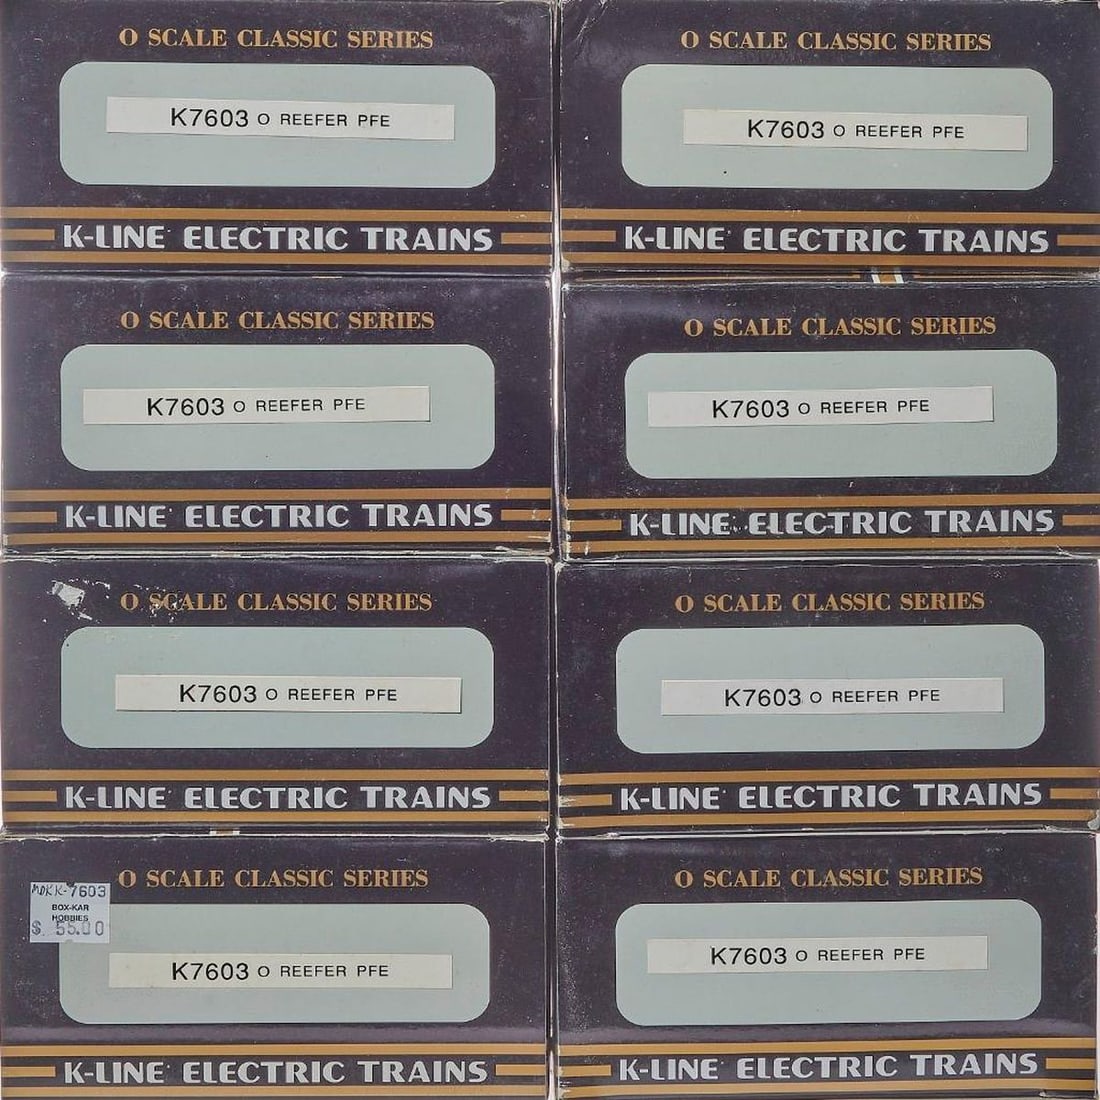 O SCALE CLASSIC SERIES
K7603 O REEFER PFE
K-LINE ELECTRIC TRAINS
O SCALE CLASSIC SERIES
K7603 O REEFER PFE
K-LINE ELECTRIC TRAINS
O SCALE CLASSIC SERIES
K7603 O REEFER PFE
K-LINE ELECTRIC TRAINS
O SCALE CLASSIC SERIES
K7603 O REEFER PFE
K-LINE ELECTRIC TRAINS
O SCALE CLASSIC SERIES
K7603 O REEFER PFE
K-LINE ELECTRIC TRAINS
O SCALE CLASSIC SERIES
K7603 O REEFER PFE
K-LINE ELECTRIC TRAINS
O SCALE CLASSIC SERIES
MDKK-7603
BOX-KAR
HOBBIES
$ 55.00
K7603 O REEFER PFE
K-LINE ELECTRIC TRAINS
O SCALE CLASSIC SERIES
K7603 O REEFER PFE
K-LINE ELECTRIC TRAINS